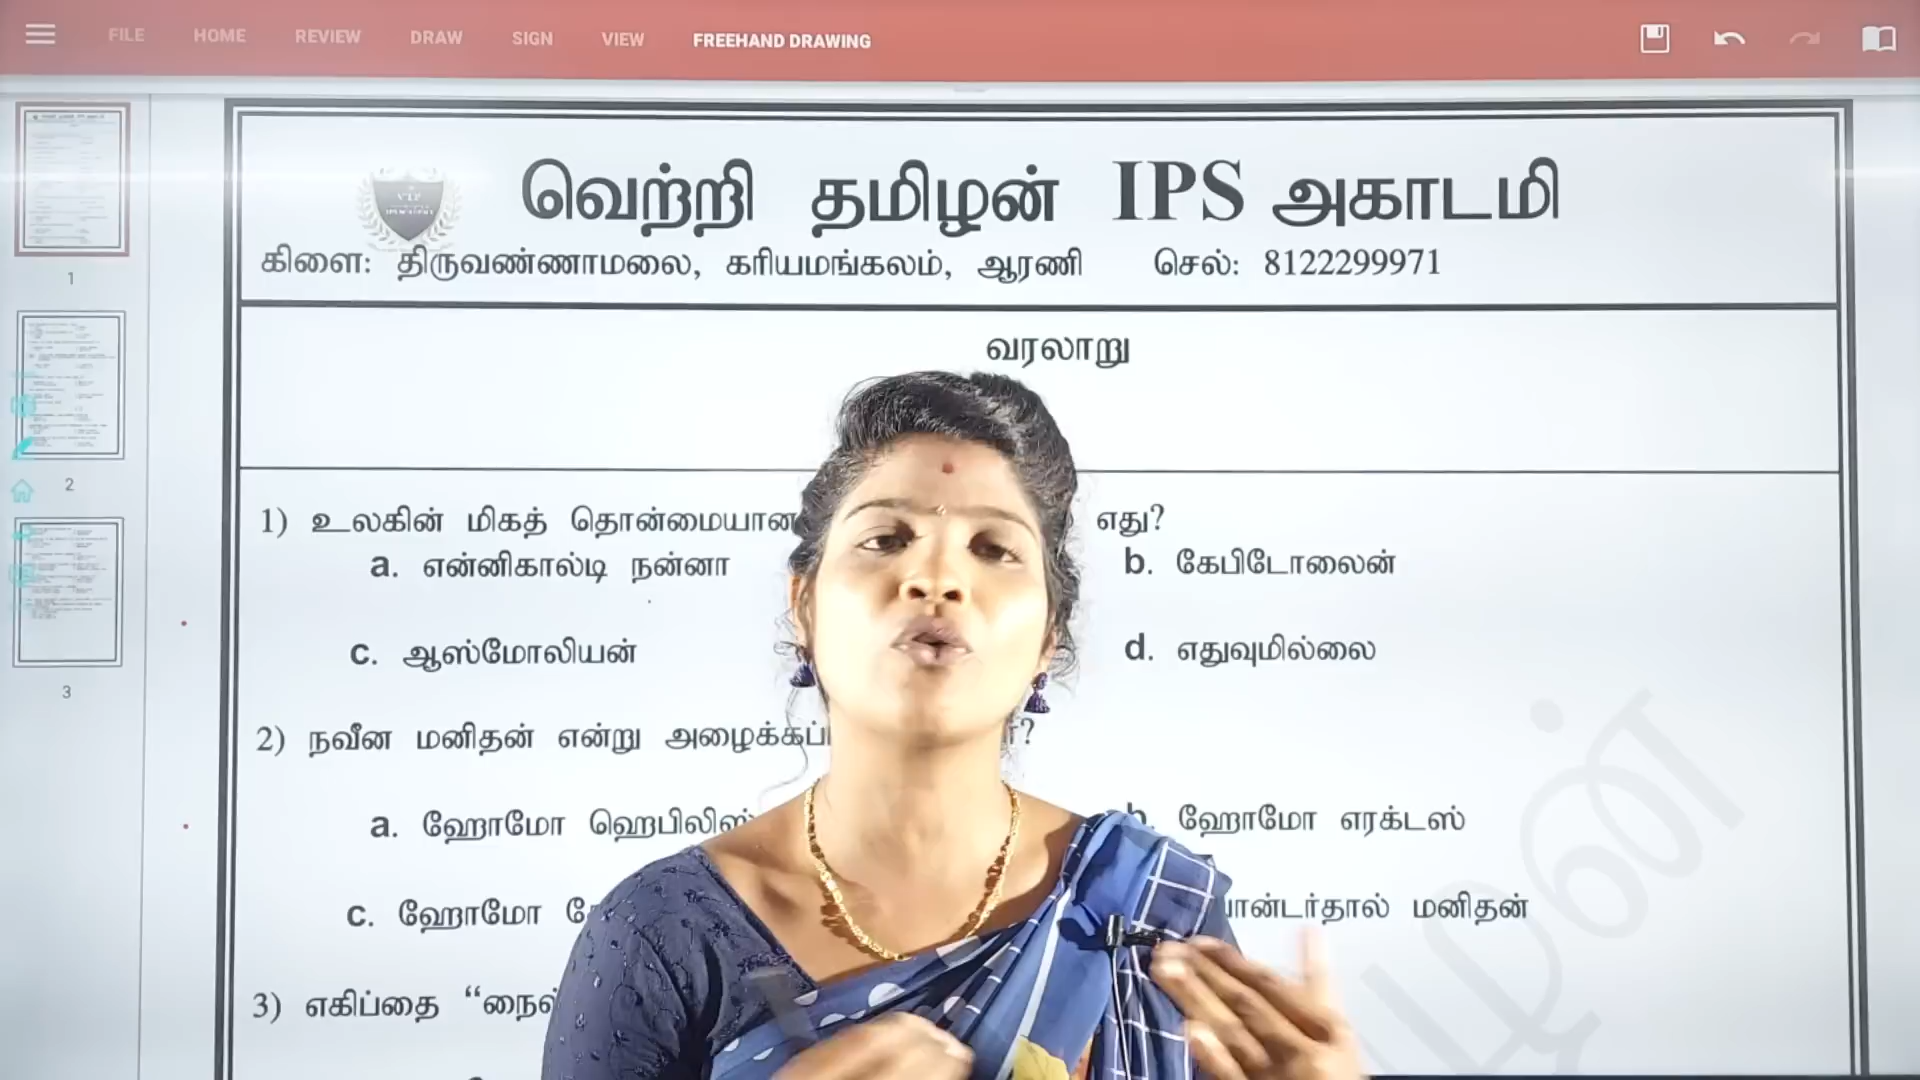 FILE HOME REVIEW DRAW SIGN VIEW FREEHAND DRAWING
வெற்றி தமிழன் IPS அகாடமி
கிளை: திருவண்ணாமலை, கரியமங்கலம், ஆரணி செல்: 8122299971
வரலாறு
1) உலகின் மிகத் தொன்மையான எது?
a. என்னிகால்டி நன்னா b. கேபிடோலைன்
c. ஆஸ்மோலியன் d. எதுவுமில்லை
2) நவீன மனிதன் என்று
a. ஹோமோ ஹெபிலிஸ் b. ஹோமோ எரக்டஸ்
c. ஹோமோ மனிதன்
3) எகிப்தை
1
2
3